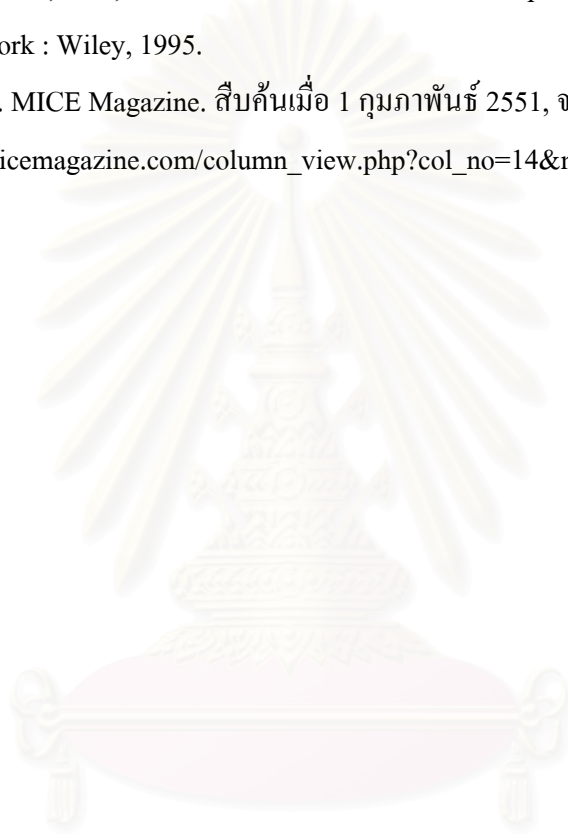 ork : Wiley, 1995.
. MICE Magazine. สืบค้นเมื่อ 1 กุมภาพันธ์ 2551, จ
icemagazine.com/column_view.php?col_no=14&